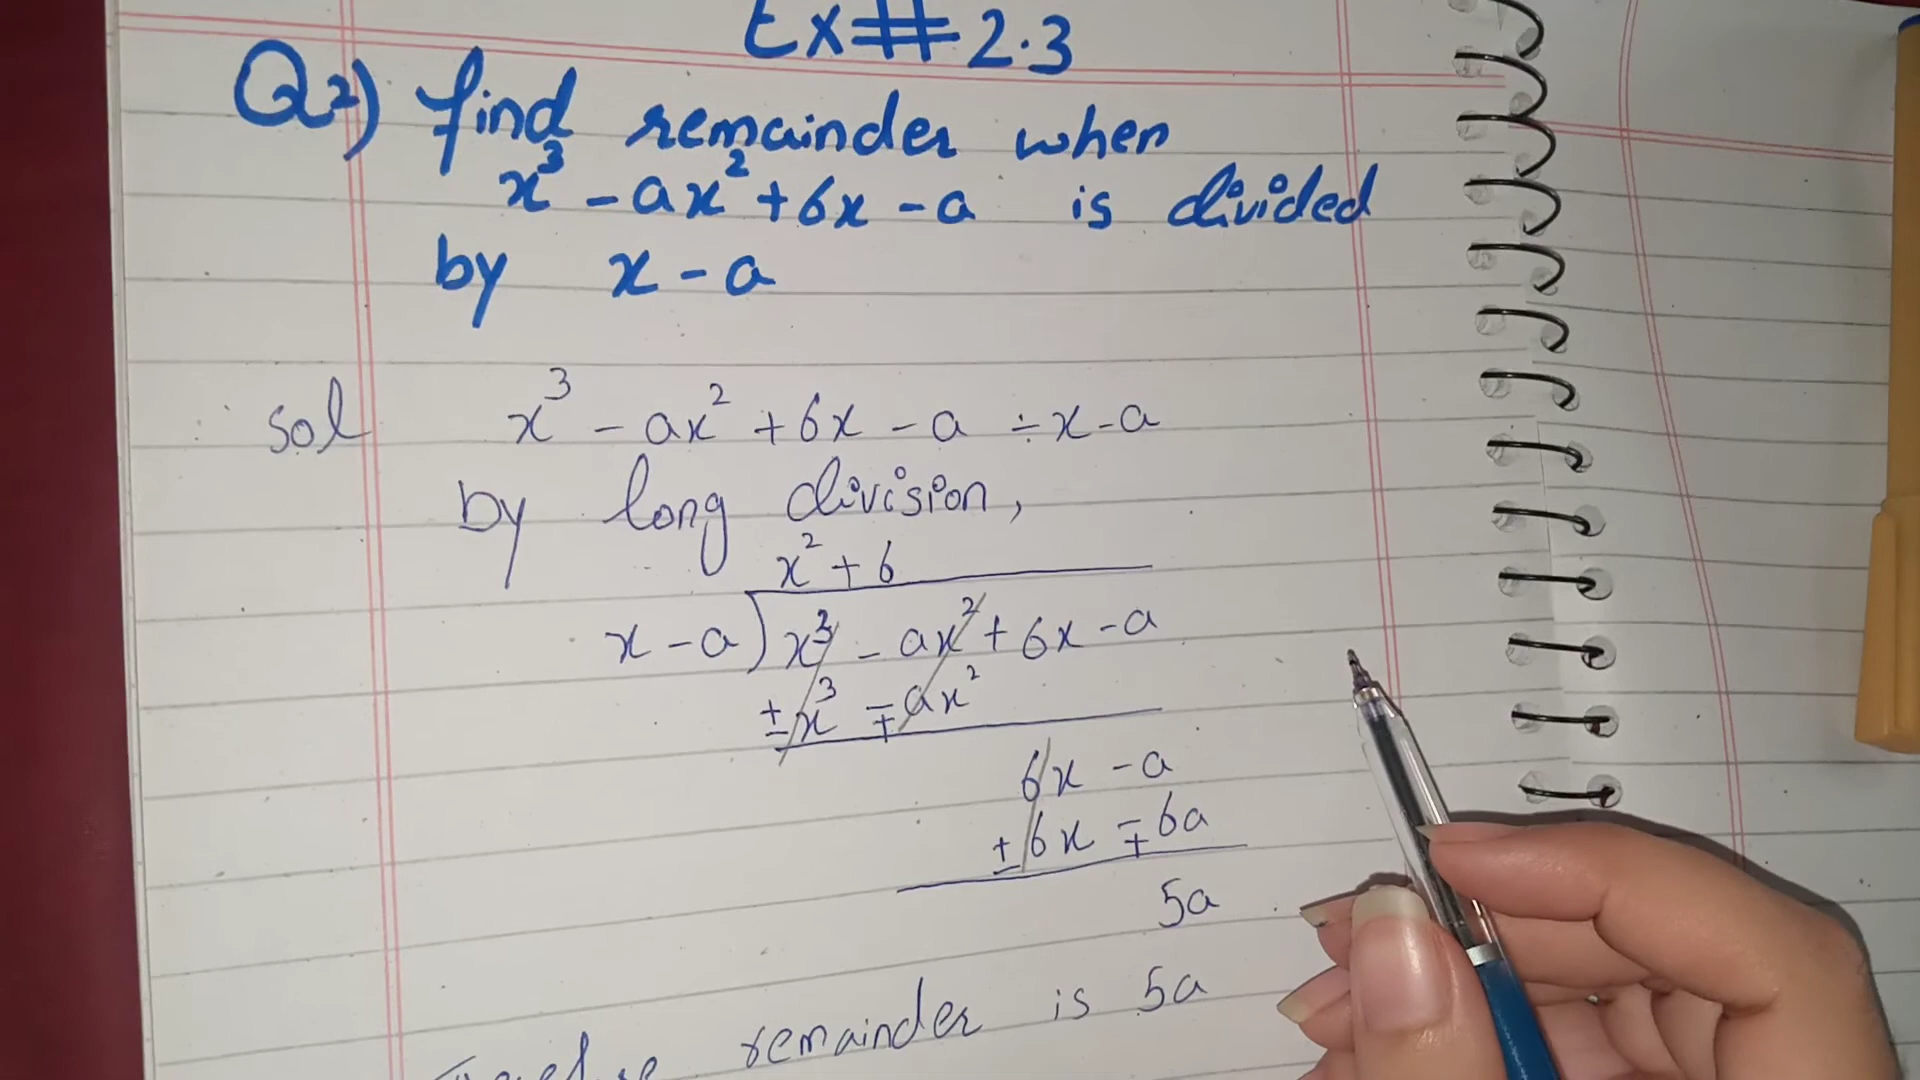 Ex# 2.3
Q2) find remainder when
x³ - ax² + 6x - a is divided
by x - a
sol x³ - ax² + 6x - a ÷ x - a
by long division,
x² + 6
x - a ) x³ - ax² + 6x - a
± x³ ∓ ax²
6x - a
± 6x ∓ 6a
5a
remainder is 5a